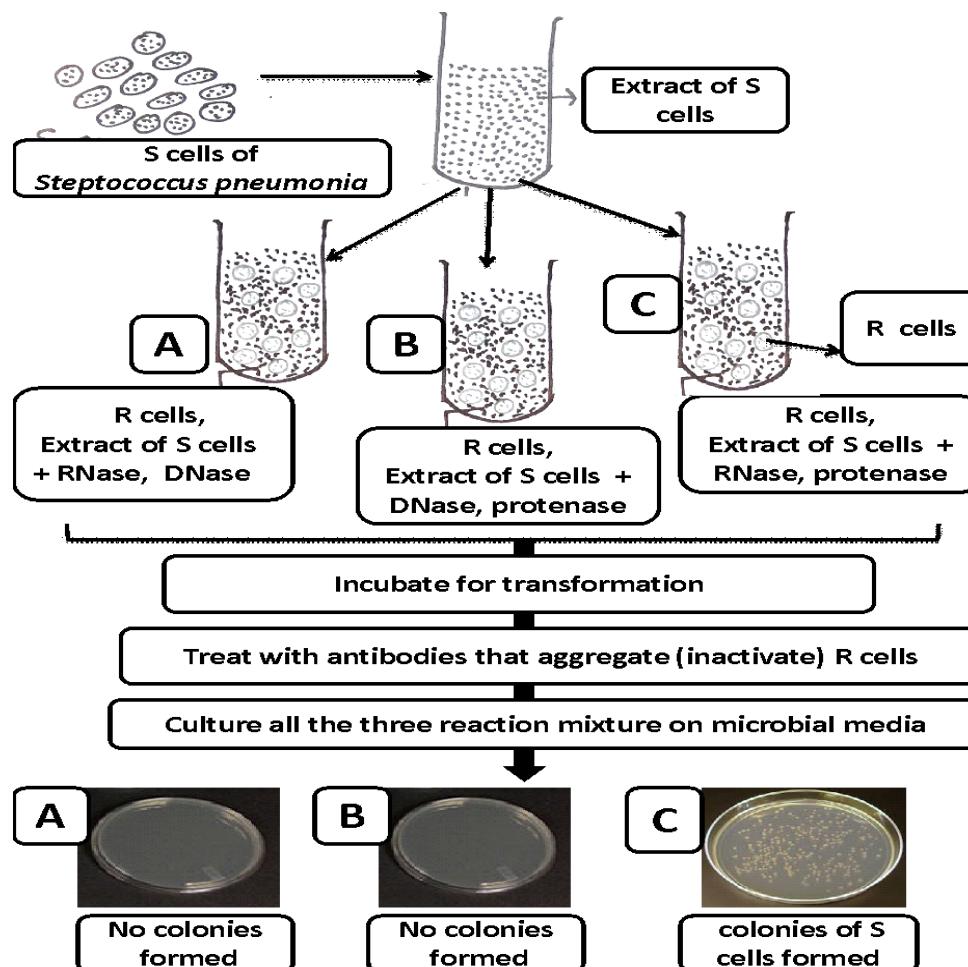 Extract of S
cells
S cells of
Steptococcus pneumonia
A
B
C
R cells
R cells,
Extract of S cells
+ RNase, DNase
R cells,
Extract of S cells +
DNase, protenase
R cells,
Extract of S cells +
RNase, protenase
Incubate for transformation
Treat with antibodies that aggregate (inactivate) R cells
Culture all the three reaction mixture on microbial media
A
B
C
No colonies
formed
No colonies
formed
colonies of S
cells formed